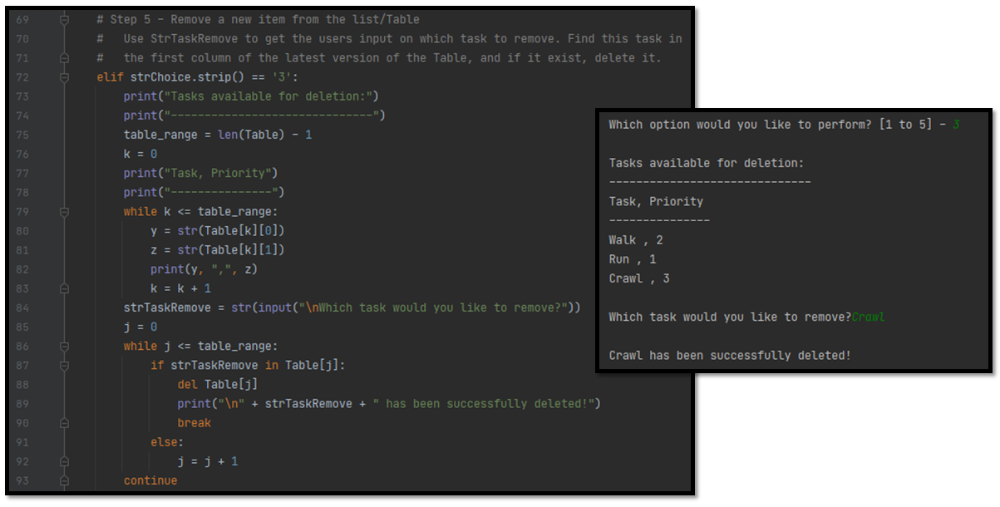 69 # Step 5 - Remove a new item from the list/Table
70 #   Use StrTaskRemove to get the users input on which task to remove. Find this task in
71 #   the first column of the latest version of the Table, and if it exist, delete it.
72 elif strChoice.strip() == '3':
73     print("Tasks available for deletion:")
74     print("------------------------------")
75     table_range = len(Table) - 1
76     k = 0
77     print("Task, Priority")
78     print("---------------")
79     while k <= table_range:
80         y = str(Table[k][0])
81         z = str(Table[k][1])
82         print(y, ",", z)
83         k = k + 1
84     strTaskRemove = str(input("\nWhich task would you like to remove?"))
85     j = 0
86     while j <= table_range:
87         if strTaskRemove in Table[j]:
88             del Table[j]
89             print("\n" + strTaskRemove + " has been successfully deleted!")
90             break
91         else:
92             j = j + 1
93     continue
Which option would you like to perform? [1 to 5] - 3
Tasks available for deletion:
------------------------------
Task, Priority
---------------
Walk , 2
Run , 1
Crawl , 3
Which task would you like to remove?Crawl
Crawl has been successfully deleted!